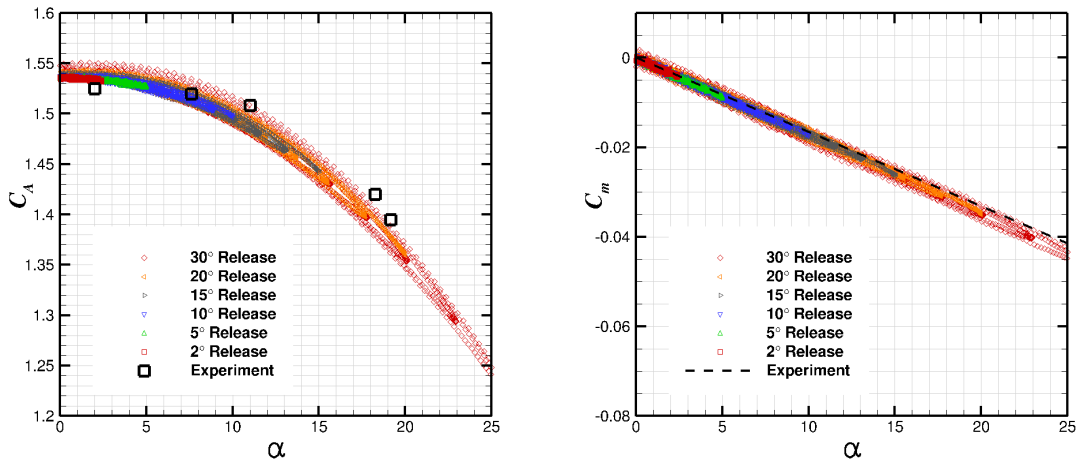 1.6
1.55
1.5
1.45
1.4
1.35
1.3
1.25
1.2
C_A
30° Release
20° Release
15° Release
10° Release
5° Release
2° Release
Experiment
0 5 10 15 20 25
α
0
-0.02
-0.04
-0.06
-0.08
C_m
30° Release
20° Release
15° Release
10° Release
5° Release
2° Release
Experiment
0 5 10 15 20 25
α